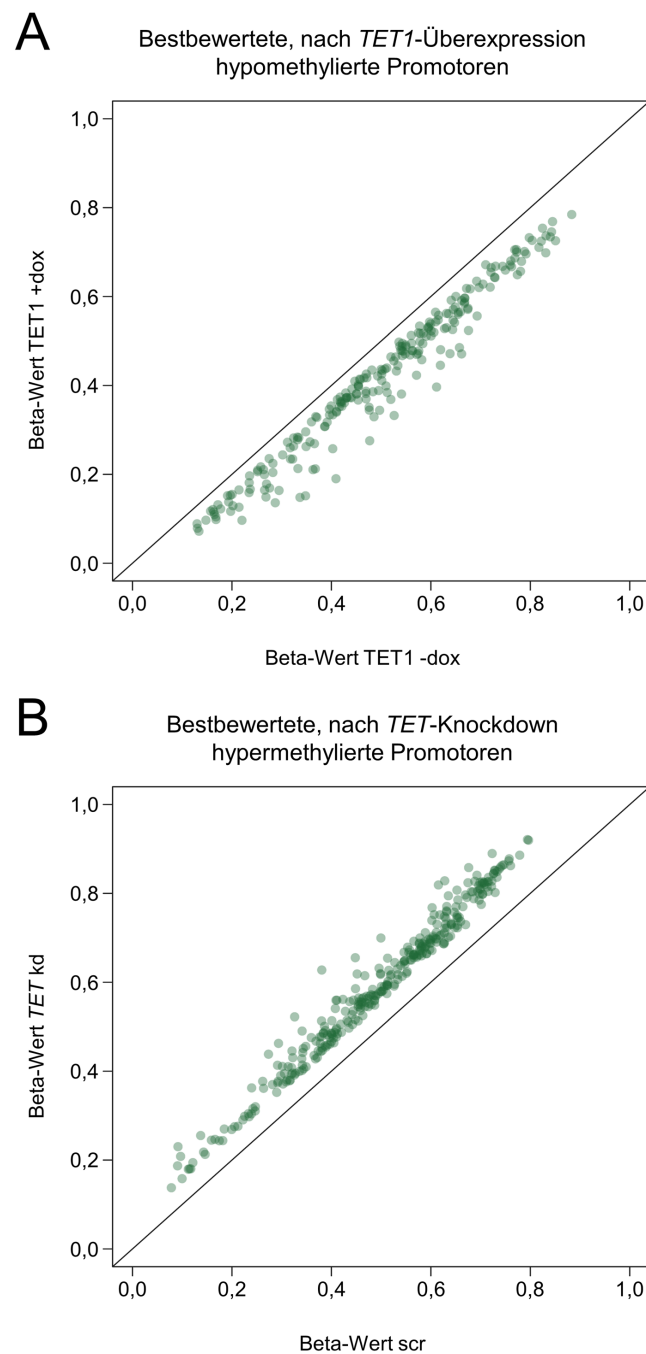 A
Bestbewertete, nach TET1-Überexpression
hypomethylierte Promotoren
1,0
0,8
0,6
0,4
0,2
0,0
Beta-Wert TET1 +dox
0,0 0,2 0,4 0,6 0,8 1,0
Beta-Wert TET1 -dox
B
Bestbewertete, nach TET-Knockdown
hypermethylierte Promotoren
1,0
0,8
0,6
0,4
0,2
0,0
Beta-Wert TET kd
0,0 0,2 0,4 0,6 0,8 1,0
Beta-Wert scr